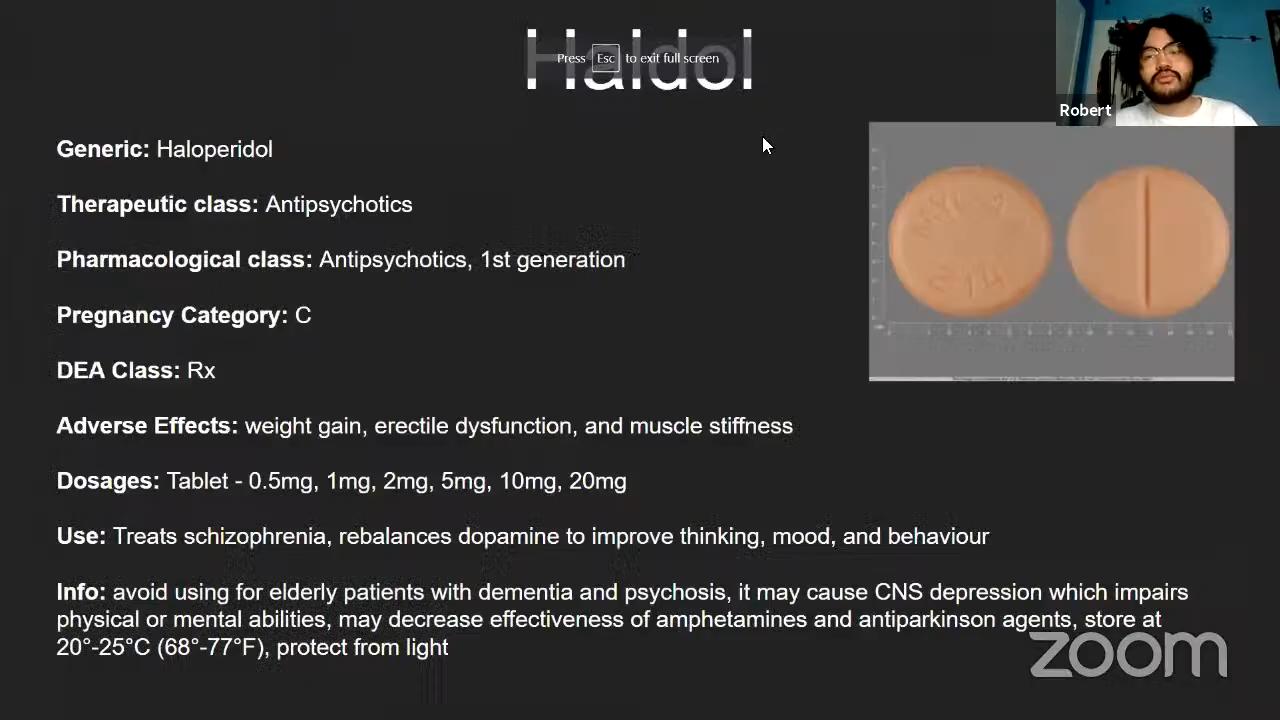 Haldol
Press Esc to exit full screen
Robert
Generic: Haloperidol
Therapeutic class: Antipsychotics
Pharmacological class: Antipsychotics, 1st generation
Pregnancy Category: C
DEA Class: Rx
Adverse Effects: weight gain, erectile dysfunction, and muscle stiffness
Dosages: Tablet - 0.5mg, 1mg, 2mg, 5mg, 10mg, 20mg
Use: Treats schizophrenia, rebalances dopamine to improve thinking, mood, and behaviour
Info: avoid using for elderly patients with dementia and psychosis, it may cause CNS depression which impairs
physical or mental abilities, may decrease effectiveness of amphetamines and antiparkinson agents, store at
20°-25°C (68°-77°F), protect from light
zoom